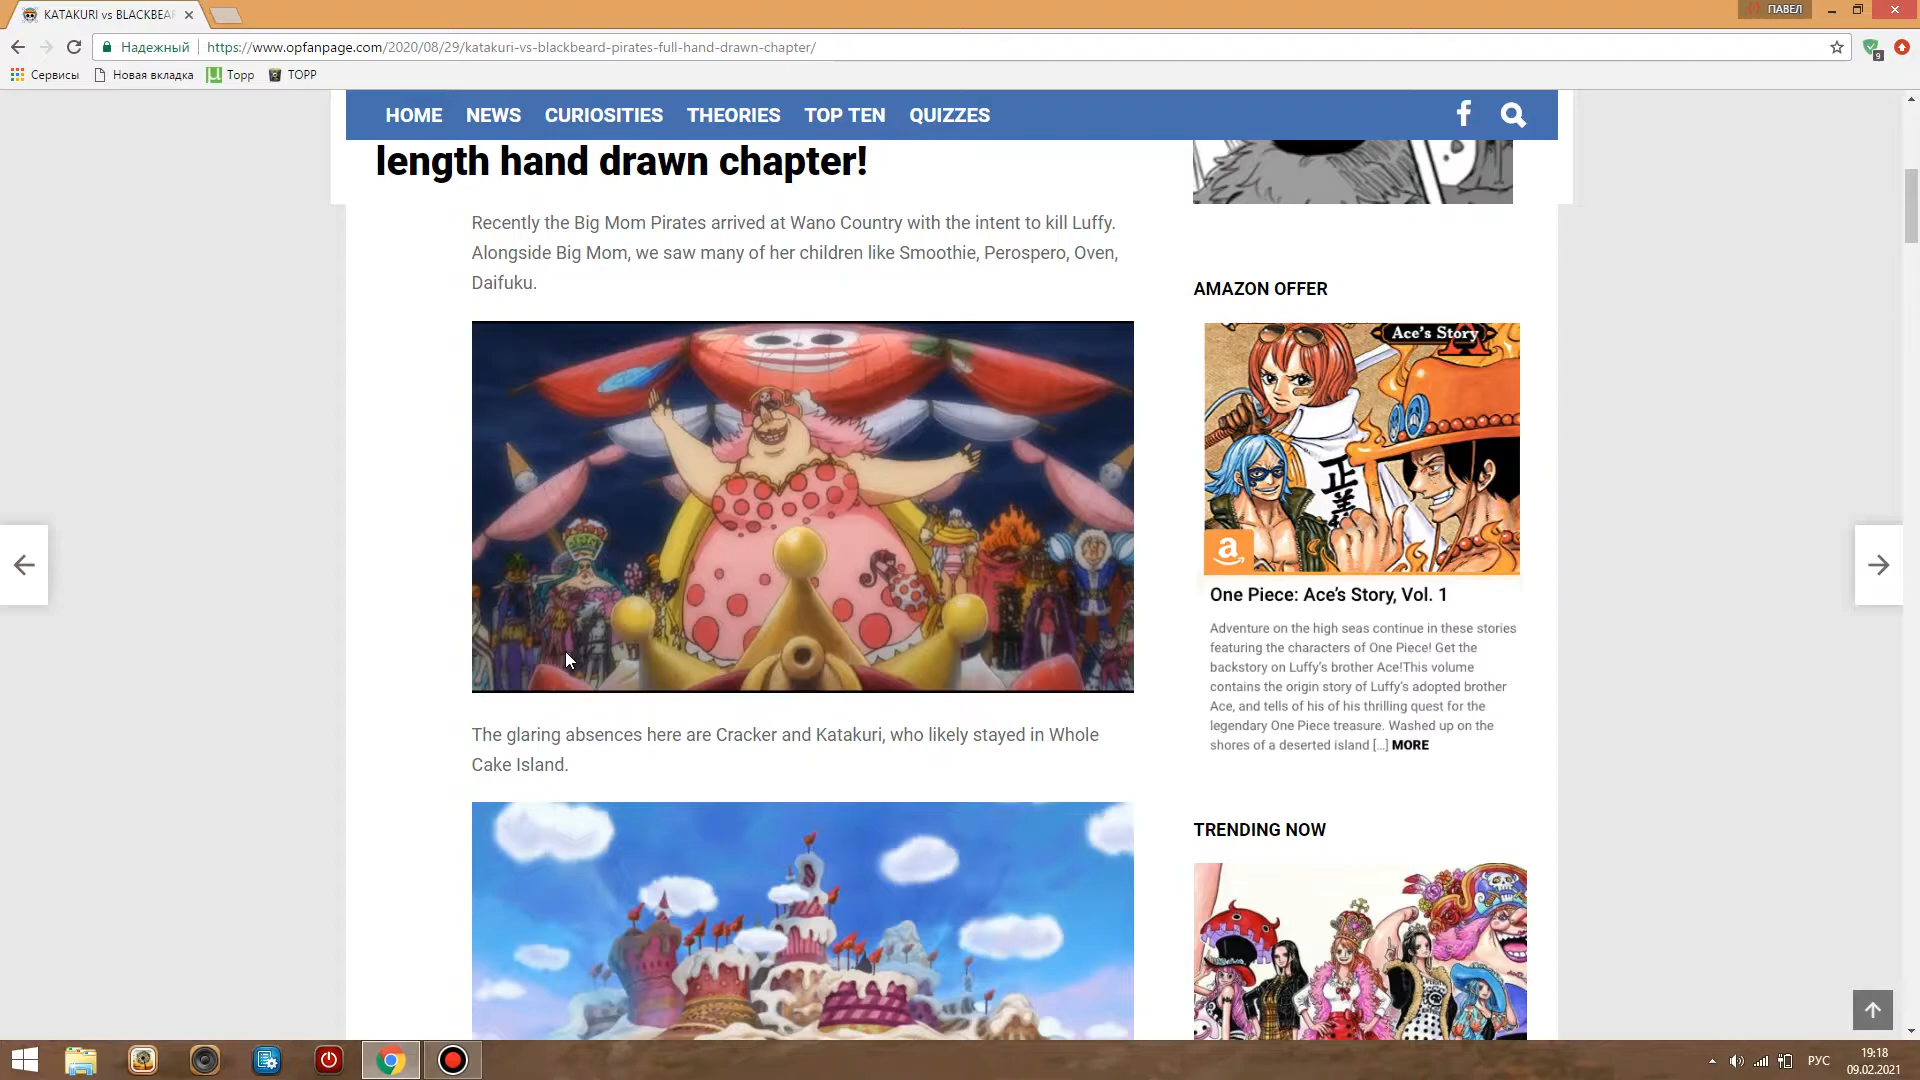 KATAKURI vs BLACKBEAR
ПАВЕЛ
Надежный
https://www.opfanpage.com/2020/08/29/katakuri-vs-blackbeard-pirates-full-hand-drawn-chapter/
9
Сервисы
Новая вкладка
Торр
ТОРР
HOME
NEWS
CURIOSITIES
THEORIES
TOP TEN
QUIZZES
length hand drawn chapter!
Recently the Big Mom Pirates arrived at Wano Country with the intent to kill Luffy.
Alongside Big Mom, we saw many of her children like Smoothie, Perospero, Oven,
Daifuku.
The glaring absences here are Cracker and Katakuri, who likely stayed in Whole
Cake Island.
AMAZON OFFER
Ace's Story
正義
a
One Piece: Ace's Story, Vol. 1
Adventure on the high seas continue in these stories
featuring the characters of One Piece! Get the
backstory on Luffy's brother Ace!This volume
contains the origin story of Luffy's adopted brother
Ace, and tells of his of his thrilling quest for the
legendary One Piece treasure. Washed up on the
shores of a deserted island [...] MORE
TRENDING NOW
РУС
19:18
09.02.2021